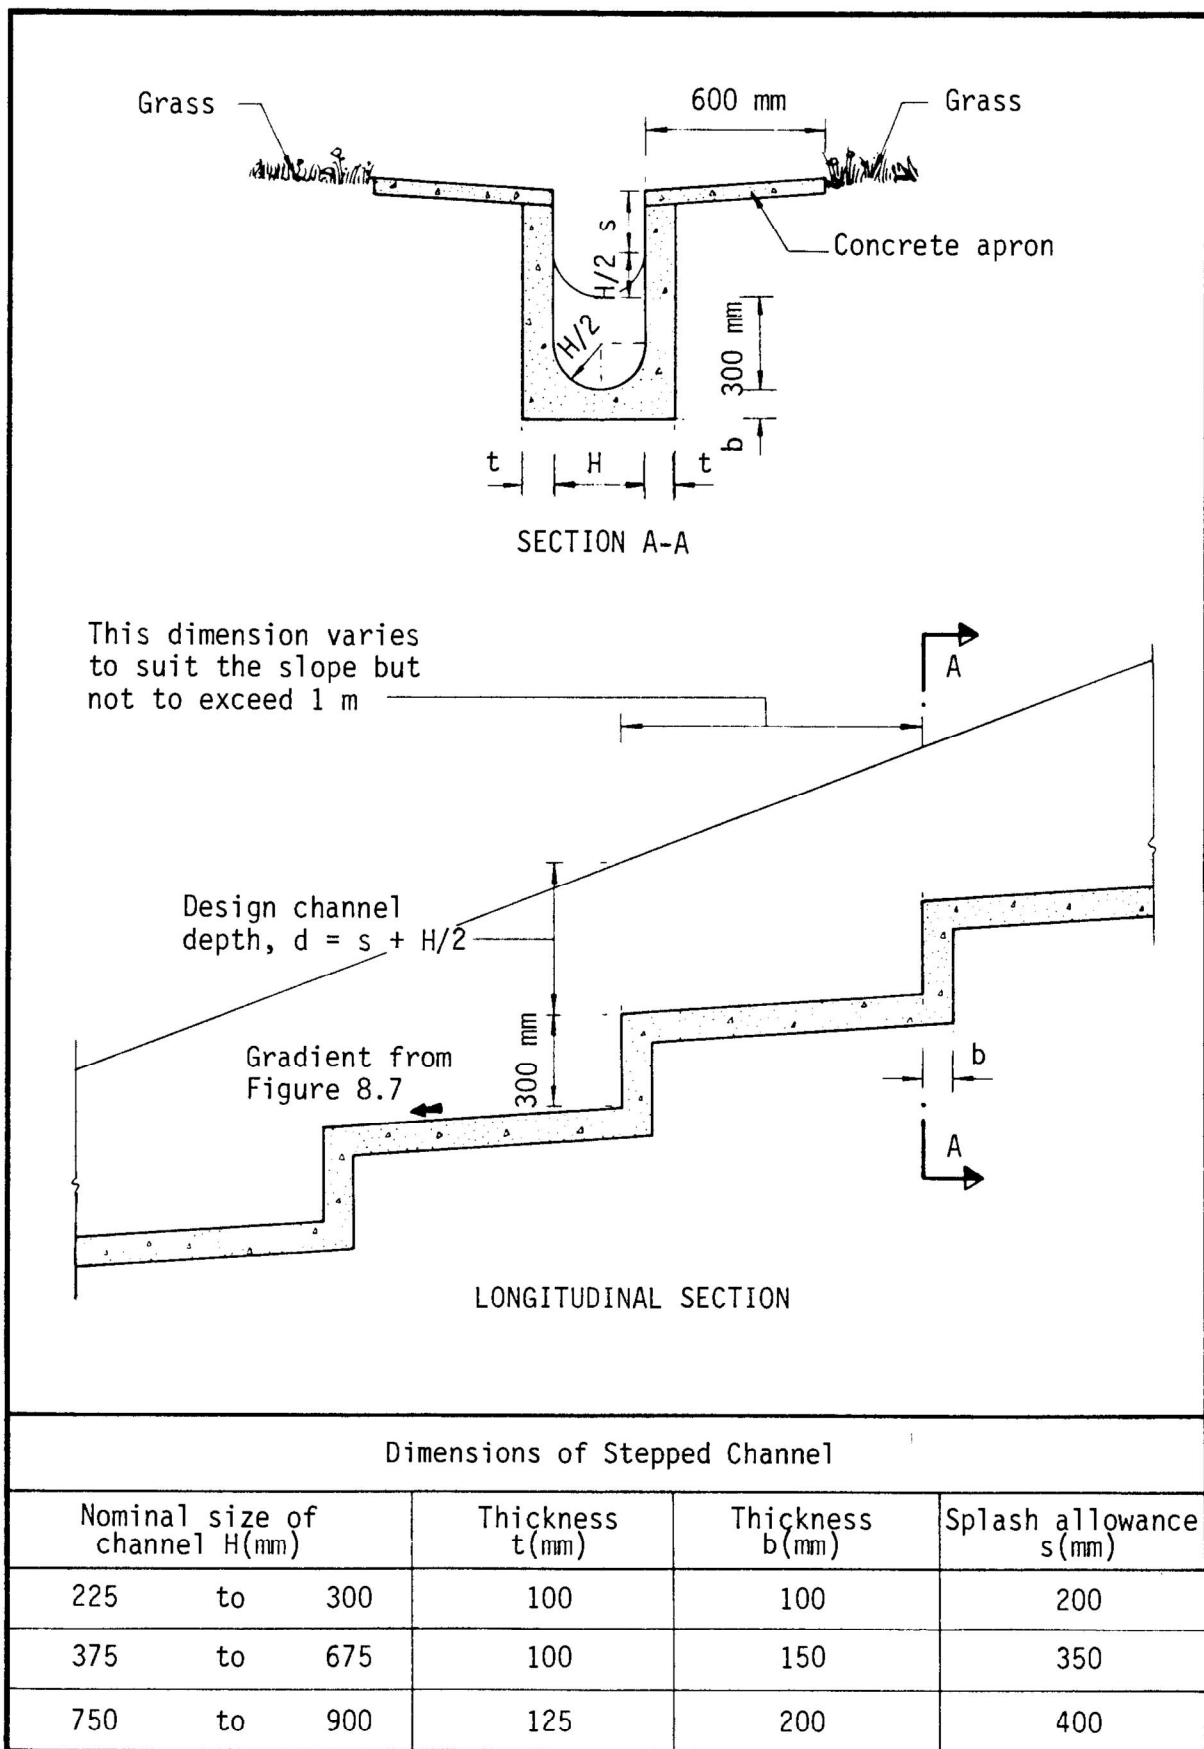 Grass
600 mm
Grass
s
Concrete apron
H/2
H/2
300 mm
b
t
H
t
SECTION A-A
This dimension varies
to suit the slope but
not to exceed 1 m
A
Design channel
depth, d = s + H/2
300 mm
Gradient from
Figure 8.7
b
A
LONGITUDINAL SECTION
Dimensions of Stepped Channel
Nominal size of
channel H(mm)
Thickness
t(mm)
Thickness
b(mm)
Splash allowance
s(mm)
225 to 300 100 100 200
375 to 675 100 150 350
750 to 900 125 200 400